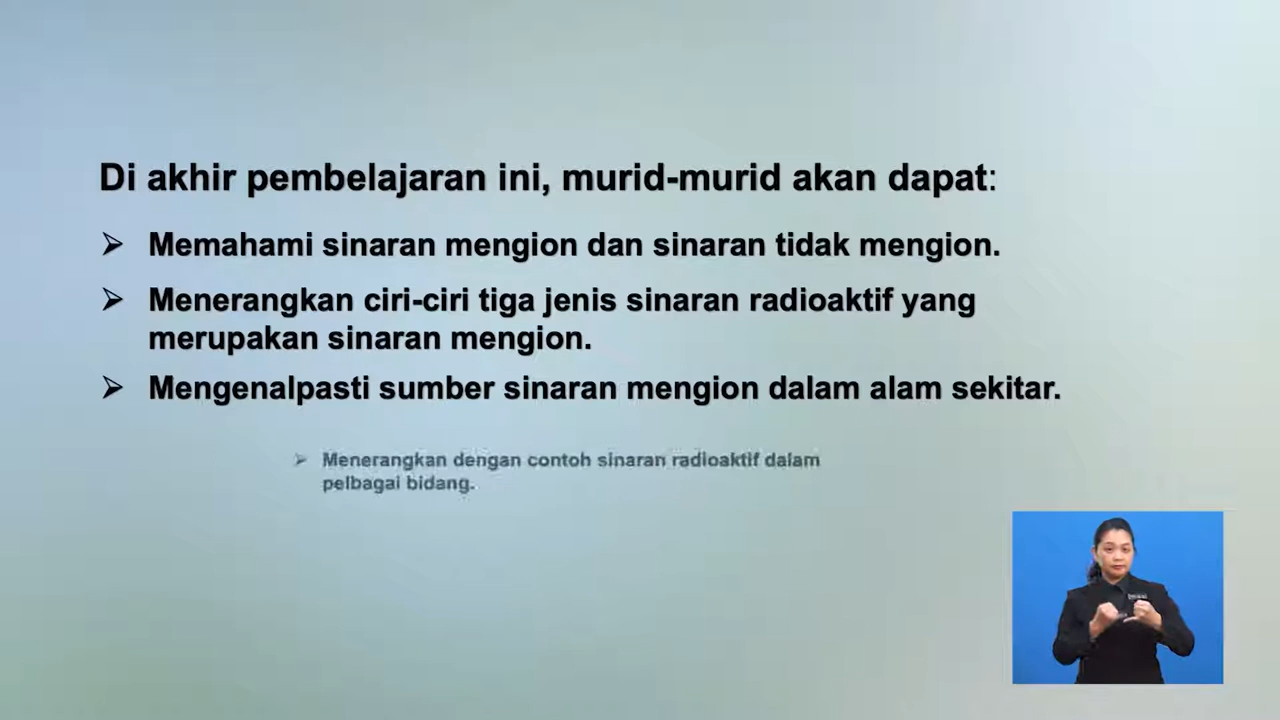 Di akhir pembelajaran ini, murid-murid akan dapat:
➢ Memahami sinaran mengion dan sinaran tidak mengion.
➢ Menerangkan ciri-ciri tiga jenis sinaran radioaktif yang
merupakan sinaran mengion.
➢ Mengenalpasti sumber sinaran mengion dalam alam sekitar.
➢ Menerangkan dengan contoh sinaran radioaktif dalam
pelbagai bidang.